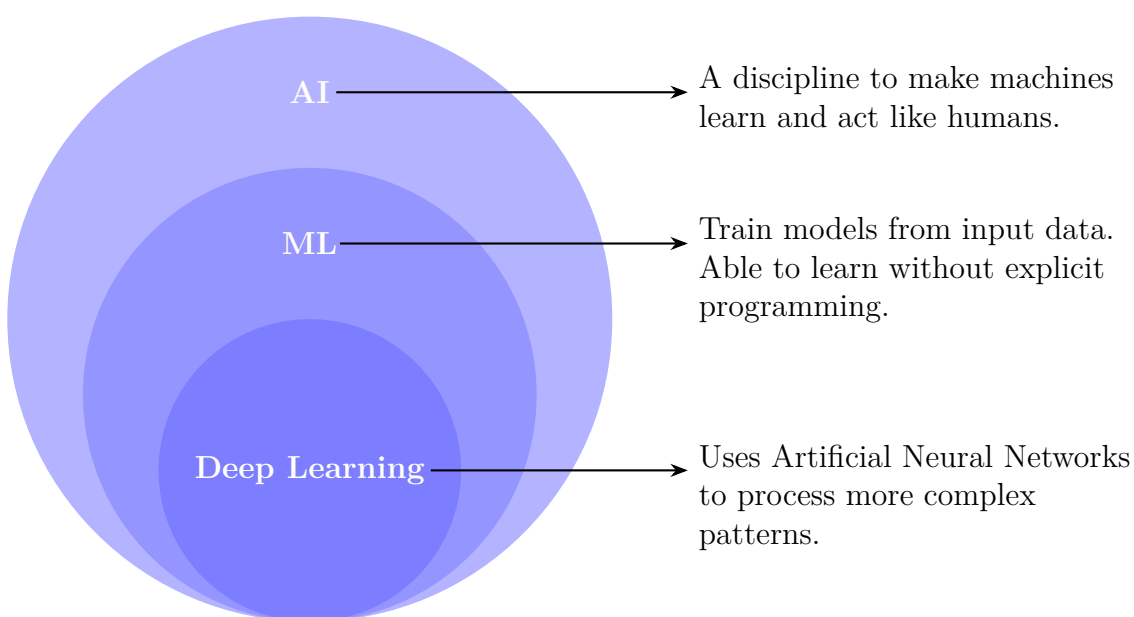 AI
A discipline to make machines
learn and act like humans.
ML
Train models from input data.
Able to learn without explicit
programming.
Deep Learning
Uses Artificial Neural Networks
to process more complex
patterns.